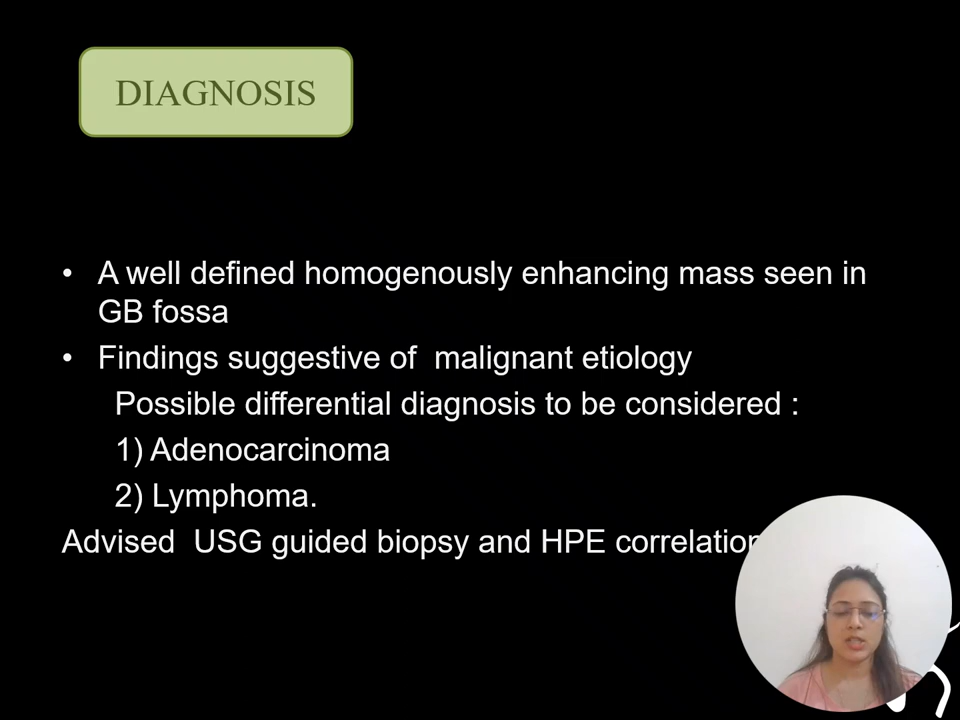 DIAGNOSIS
• A well defined homogenously enhancing mass seen in
GB fossa
• Findings suggestive of malignant etiology
Possible differential diagnosis to be considered :
1) Adenocarcinoma
2) Lymphoma.
Advised USG guided biopsy and HPE correlation